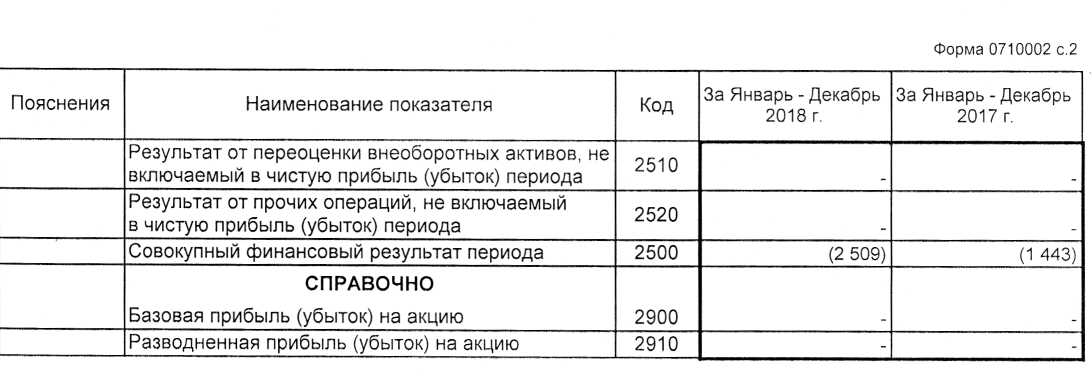 Форма 0710002 с.2
Пояснения Наименование показателя Код За Январь - Декабрь 2018 г. За Январь - Декабрь 2017 г.
Результат от переоценки внеоборотных активов, не
включаемый в чистую прибыль (убыток) периода 2510 - -
Результат от прочих операций, не включаемый
в чистую прибыль (убыток) периода 2520 - -
Совокупный финансовый результат периода 2500 (2 509) (1 443)
СПРАВОЧНО
Базовая прибыль (убыток) на акцию 2900 - -
Разводненная прибыль (убыток) на акцию 2910 - -